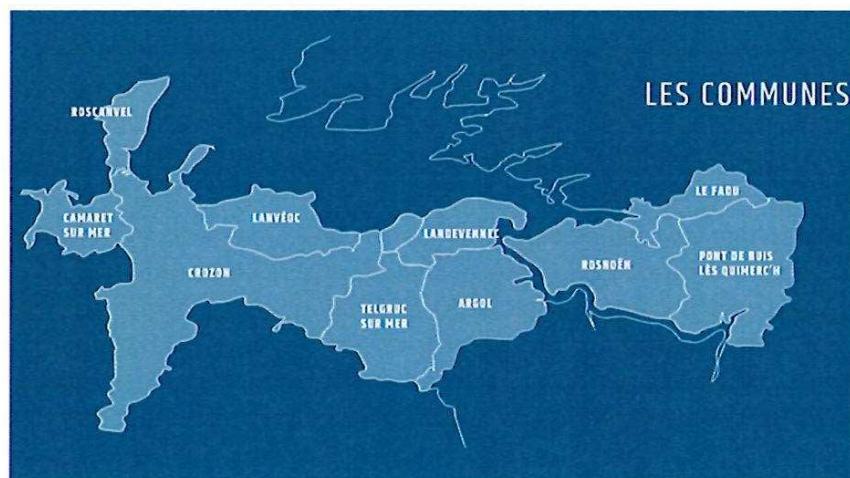 LES COMMUNES
ROSCANVEL
LE FAOU
CAMARET
SUR MER
LANVÉOC
LANDEVENNEC
CROZON
ROSNOËN
PONT DE BUIS
LÈS QUIMERC'H
TELGRUC
SUR MER
ARGOL